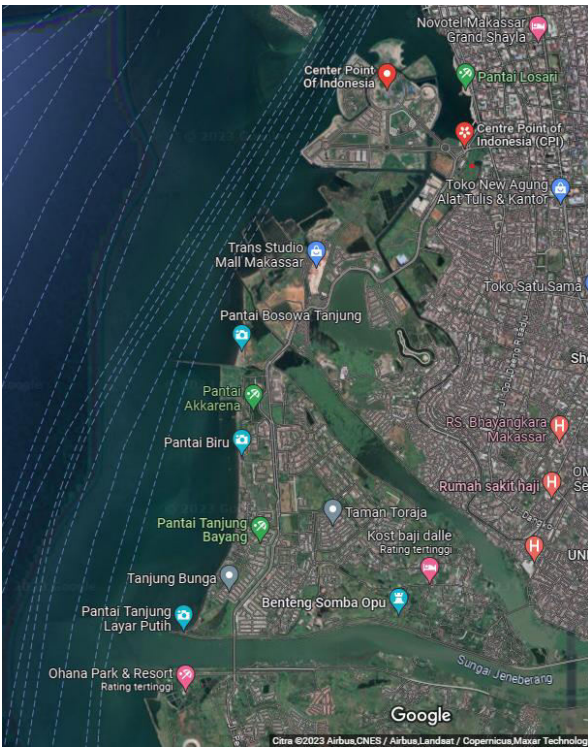 Novotel Makassar
Grand Shayla
Center Point
Of Indonesia
Pantai Losari
Centre Point of
Indonesia (CPI)
Toko New Agung
Alat Tulis & Kantor
Trans Studio
Mall Makassar
Toko Satu Sama
Pantai Bosowa Tanjung
Sho
Pantai
Akkarena
RS. Bhayangkara
Makassar
Pantai Biru
ON
Se
Rumah sakit haji
Taman Toraja
Pantai Tanjung
Bayang
Kost baji dalle
Rating tertinggi
UNI
Tanjung Bunga
Benteng Somba Opu
Pantai Tanjung
Layar Putih
Sungai Jeneberang
Ohana Park & Resort
Rating tertinggi
Google
Citra ©2023 Airbus,CNES / Airbus,Landsat / Copernicus,Maxar Technolog